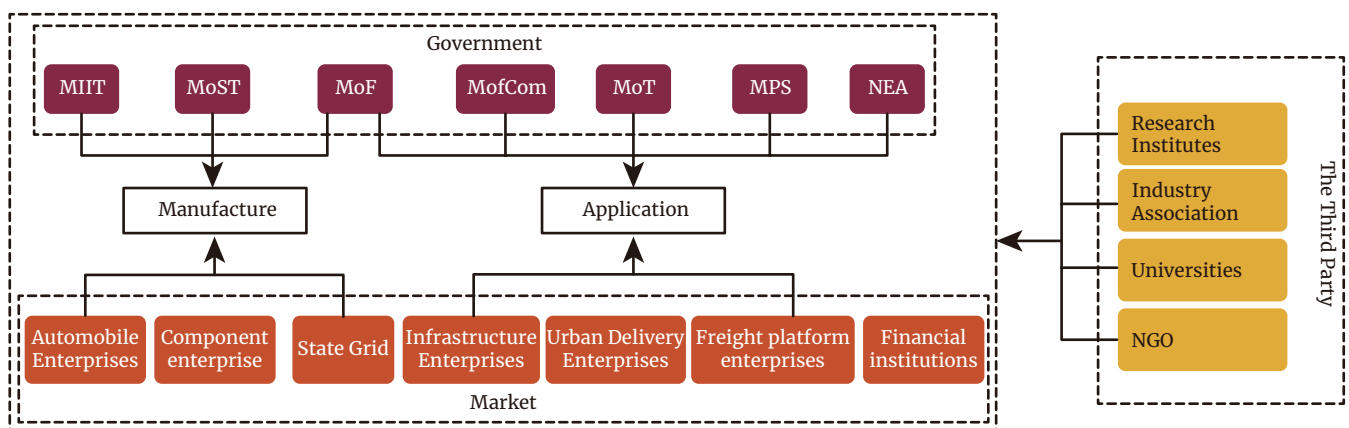 Government
MIIT
MoST
MoF
MofCom
MoT
MPS
NEA
Manufacture
Application
Automobile
Enterprises
Component
enterprise
State Grid
Infrastructure
Enterprises
Urban Delivery
Enterprises
Freight platform
enterprises
Financial
institutions
Market
Research
Institutes
Industry
Association
Universities
NGO
The Third Party